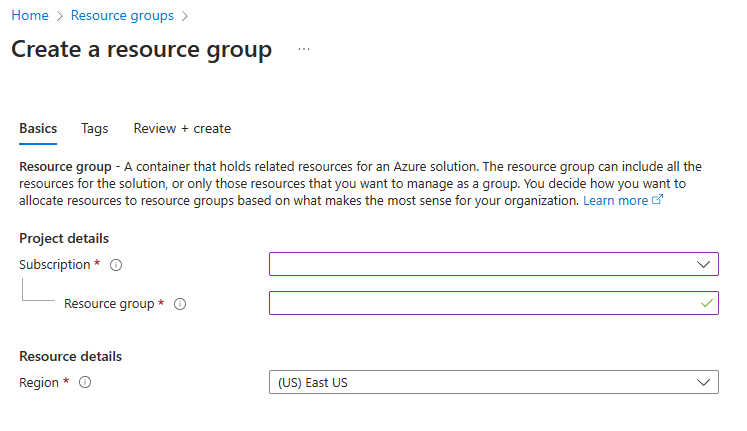 Home > Resource groups >
Create a resource group ...
Basics Tags Review + create
Resource group - A container that holds related resources for an Azure solution. The resource group can include all the
resources for the solution, or only those resources that you want to manage as a group. You decide how you want to
allocate resources to resource groups based on what makes the most sense for your organization. Learn more
Project details
Subscription *
Resource group *
Resource details
Region * (US) East US